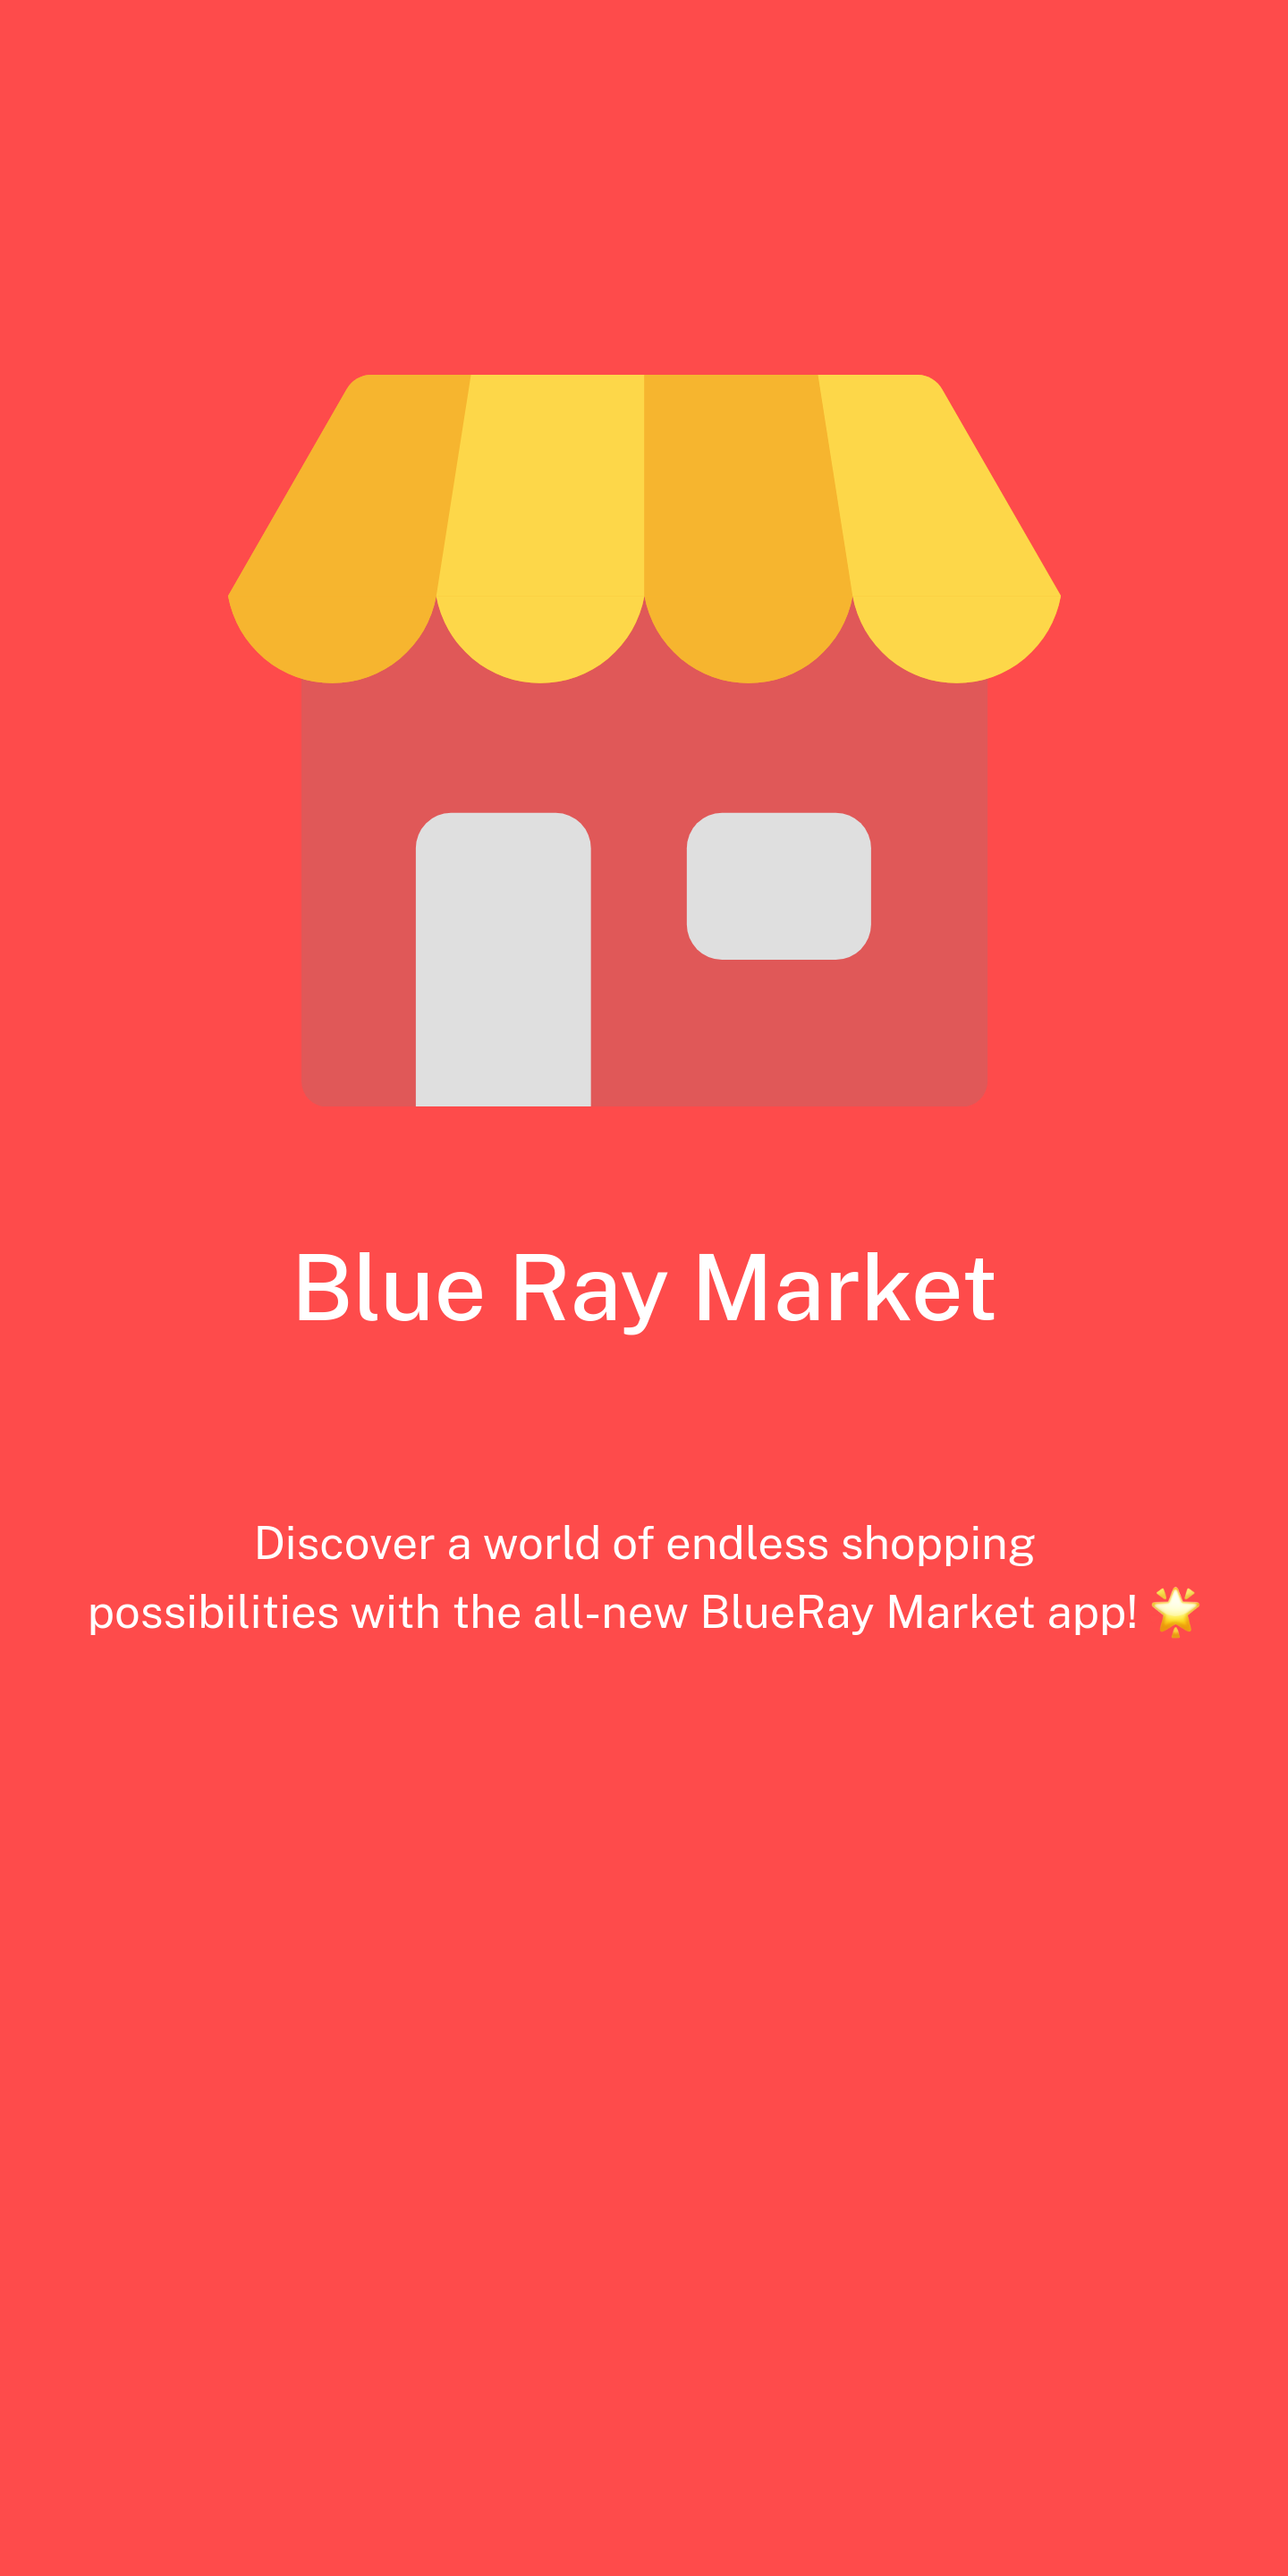 Blue Ray Market
Discover a world of endless shopping
possibilities with the all-new BlueRay Market app! 🌟